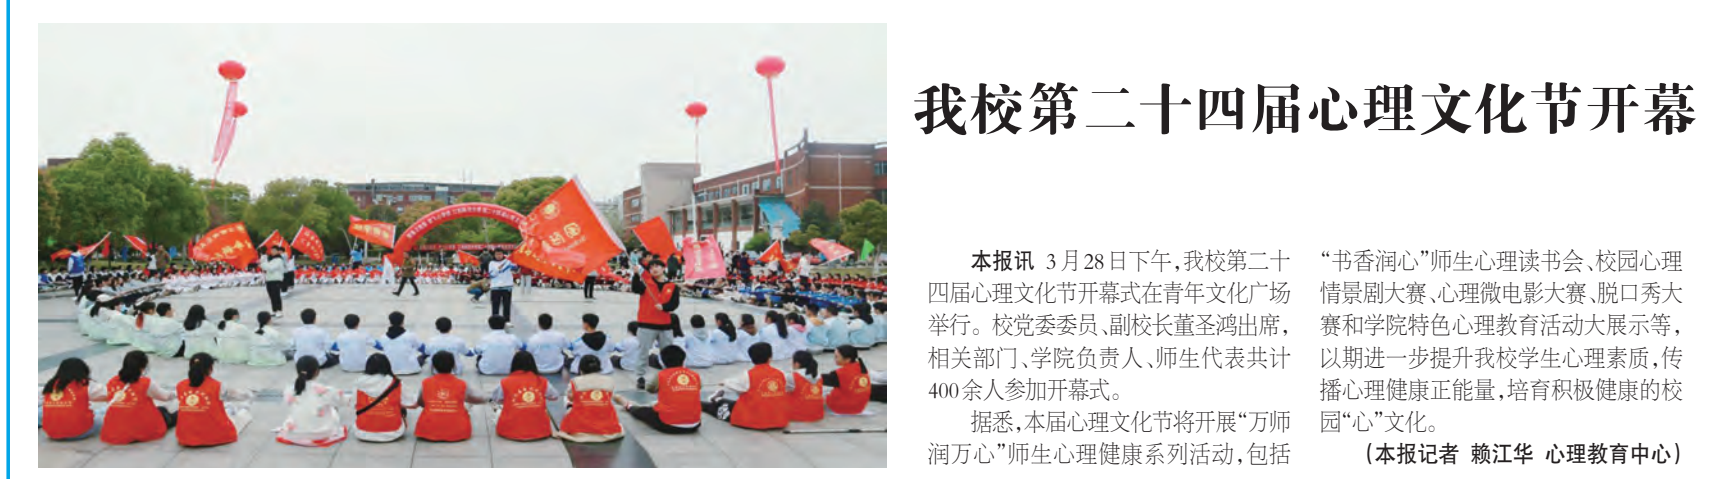 我校第二十四届心理文化节开幕
本报讯 3月28日下午,我校第二十
四届心理文化节开幕式在青年文化广场
举行。校党委委员、副校长董圣鸿出席,
相关部门、学院负责人、师生代表共计
400余人参加开幕式。
据悉,本届心理文化节将开展“万师
润万心”师生心理健康系列活动,包括
“书香润心”师生心理读书会、校园心理
情景剧大赛、心理微电影大赛、脱口秀大
赛和学院特色心理教育活动大展示等,
以期进一步提升我校学生心理素质,传
播心理健康正能量,培育积极健康的校
园“心”文化。
(本报记者 赖江华 心理教育中心)